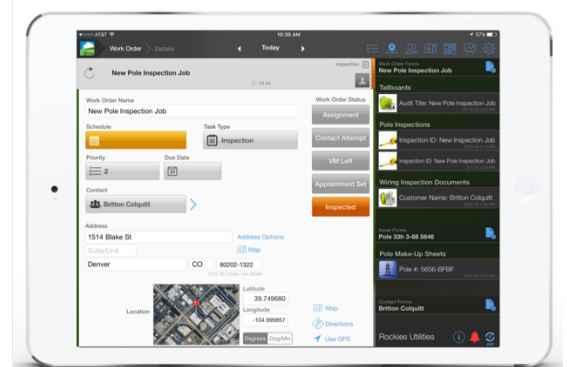 AT&T
10:30 AM
57%
Work Order
Details
Today
New Pole Inspection Job
Inspection
13 mi
Work Order Name
New Pole Inspection Job
Schedule
Task Type
Inspection
Priority
Due Date
2
Contact
Britton Colquitt
Address
1514 Blake St
Address Options
Suite/Unit
Map
Denver
CO
80202-1322
Location
Latitude
39.749680
Longitude
-104.999857
Degrees
Deg/Min
Map
Directions
Use GPS
Work Order Status
Assignment
Contact Attempt
VM Left
Appointment Set
Inspected
Work Order Forms
New Pole Inspection Job
Tailboards
Audit Title: New Pole Inspection Job
Pole Inspections
Inspection ID: New Inspection Job
Inspection ID: New Pole Inspection Job
Wiring Inspection Documents
Customer Name: Britton Colquitt
Asset Forms
Pole 33h 3-68 5846
Pole Make-Up Sheets
Pole #: 5656-BFBF
Contact Forms
Britton Colquitt
Rockies Utilities